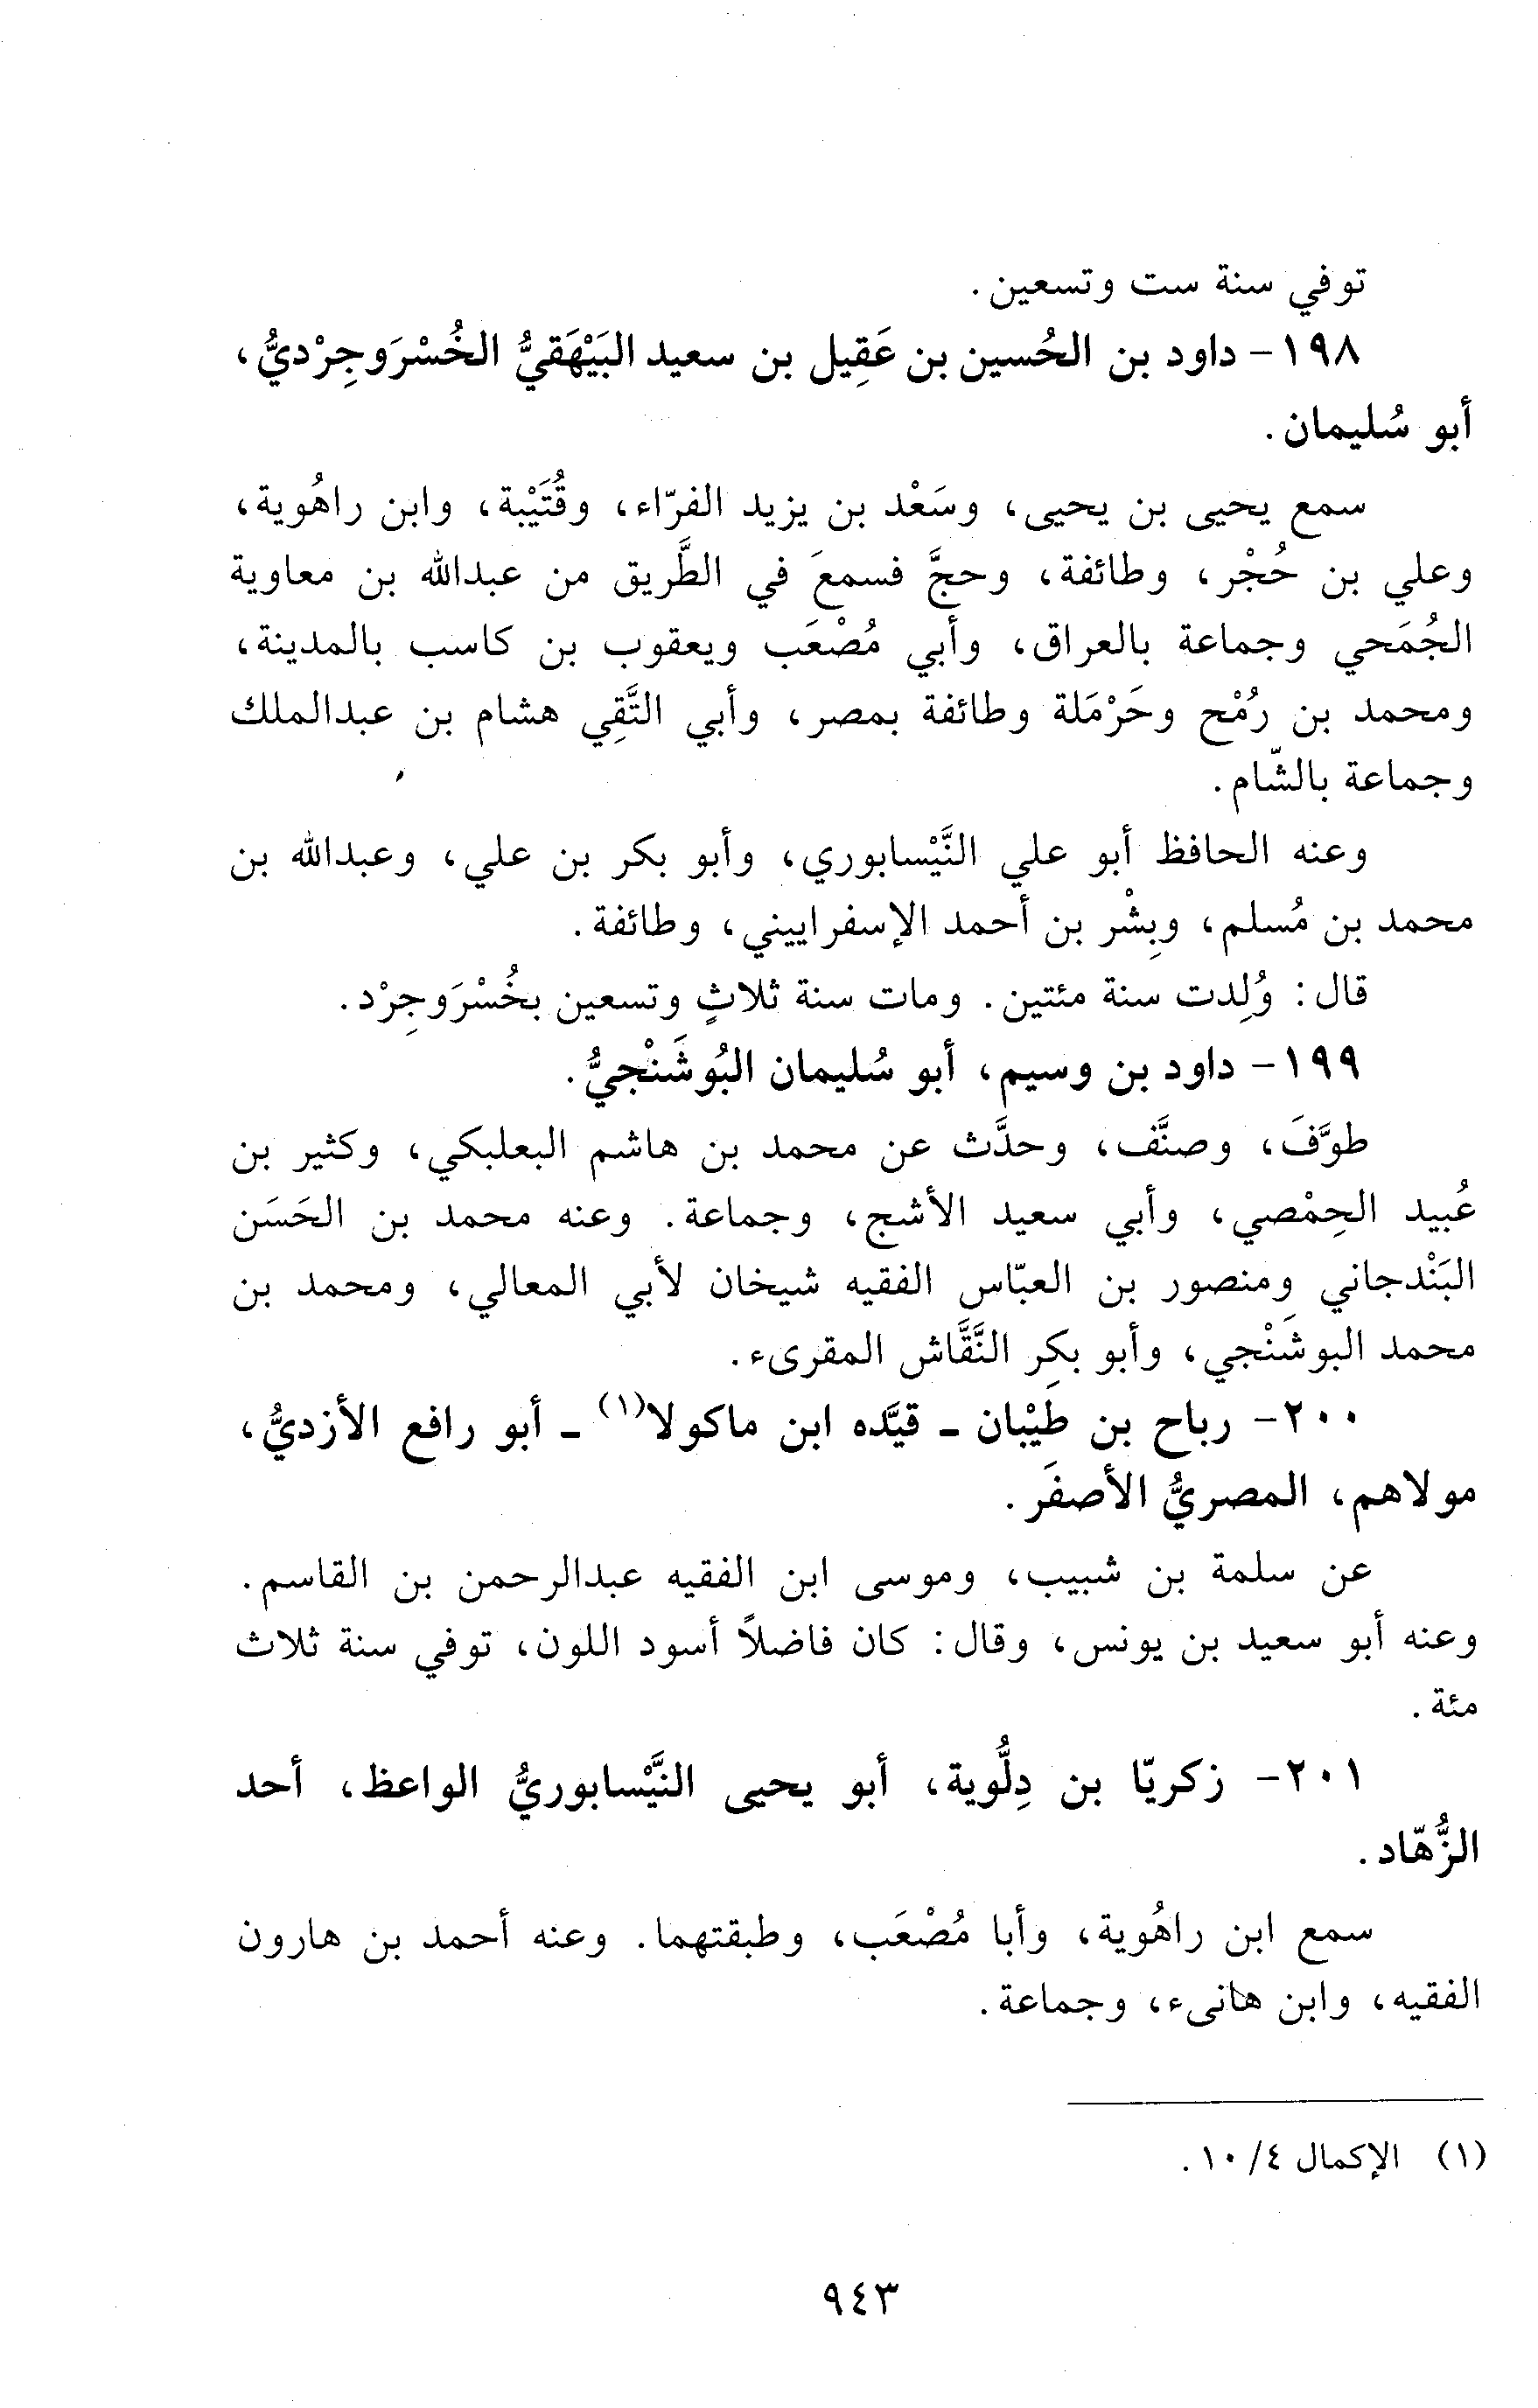 توفي سنة ست وتسعين.
١٩٨- داود بن الحُسين بن عَقِيل بن سعيد البَيْهَقيُّ الخُسْرَوجِرْديُّ،
أبو سُليمان.
سمع يحيى بن يحيى، وسَعْد بن يزيد الفرّاء، وقُتَيْبة، وابن راهُوية،
وعلي بن حُجْر، وطائفة، وحجَّ فسمعَ في الطَّريق من عبدالله بن معاوية
الجُمَحي وجماعة بالعراق، وأبي مُصْعَب ويعقوب بن كاسب بالمدينة،
ومحمد بن رُمْح وحَرْمَلة وطائفة بمصر، وأبي التَّقِي هشام بن عبدالملك
وجماعة بالشّام.
وعنه الحافظ أبو علي النَّيْسابوري، وأبو بكر بن علي، وعبدالله بن
محمد بن مُسلم، وبِشْر بن أحمد الإسفراييني، وطائفة.
قال: وُلِدت سنة مئتين. ومات سنة ثلاثٍ وتسعين بخُسْرَوجِرْد.
١٩٩- داود بن وسيم، أبو سُليمان البُوشَنْجيُّ.
طوَّفَ، وصنَّف، وحدَّث عن محمد بن هاشم البعلبكي، وكثير بن
عُبيد الحِمْصي، وأبي سعيد الأشج، وجماعة. وعنه محمد بن الحَسَن
البَنْدجاني ومنصور بن العبّاس الفقيه شيخان لأبي المعالي، ومحمد بن
محمد البوشَنْجي، وأبو بكر النَّقَّاش المقرىء.
٢٠٠- رباح بن طَيْبان ـ قيَّده ابن ماكولا(١) ـ أبو رافع الأزديُّ،
مولاهم، المصريُّ الأصفَر.
عن سلمة بن شبيب، وموسى ابن الفقيه عبدالرحمن بن القاسم.
وعنه أبو سعيد بن يونس، وقال: كان فاضلاً أسود اللون، توفي سنة ثلاث
مئة.
٢٠١- زكريّا بن دِلُّوية، أبو يحيى النَّيْسابوريُّ الواعظ، أحد
الزُّهّاد.
سمع ابن راهُوية، وأبا مُصْعَب، وطبقتهما. وعنه أحمد بن هارون
الفقيه، وابن هانىء، وجماعة.
(١) الإكمال ٤/ ١٠.
٩٤٣